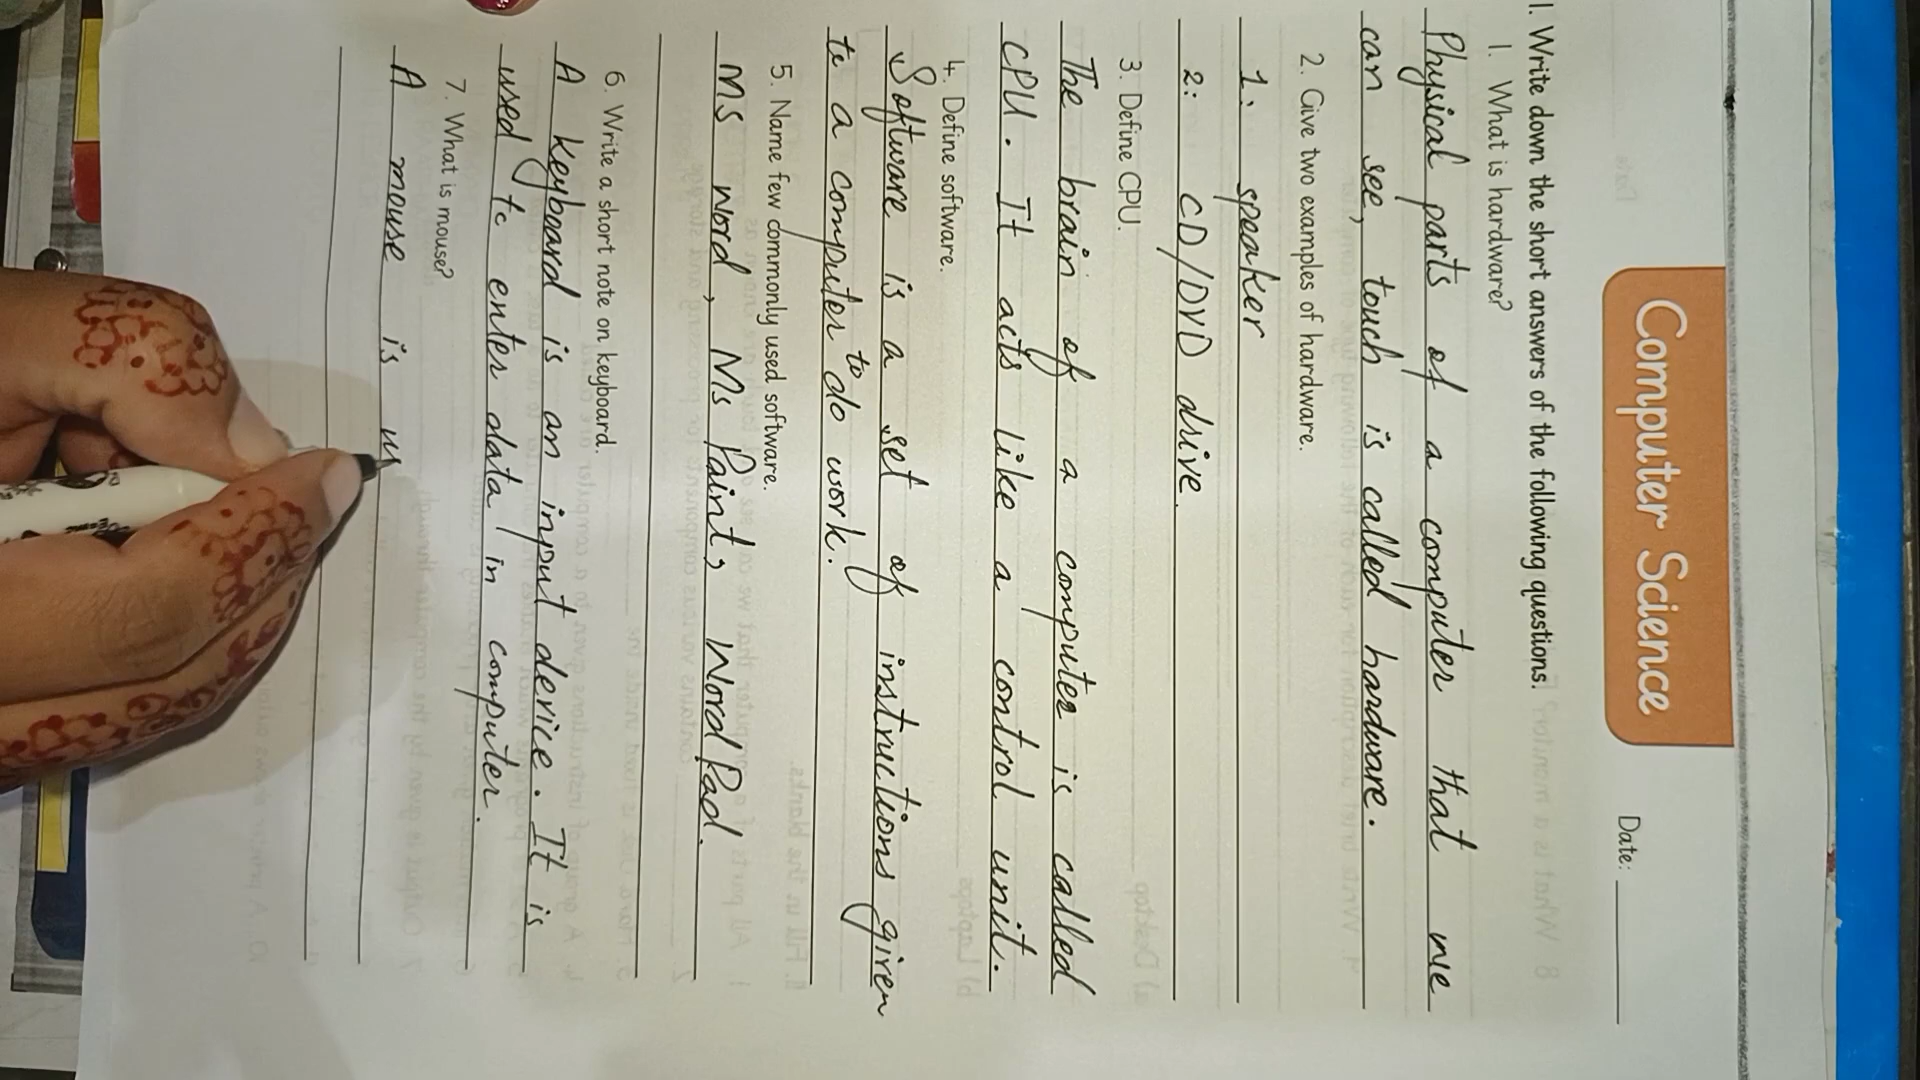 Computer Science
Date:
1. Write down the short answers of the following questions.
1. What is hardware?
Physical parts of a computer that we
can see, touch is called hardware.
2. Give two examples of hardware.
1: speaker
2: CD/DVD drive.
3. Define CPU.
The brain of a computer is called
CPU. It acts like a control unit.
4. Define software.
Software is a set of instructions given
to a computer to do work.
5. Name few commonly used software.
MS Word, Ms Paint, Word Pad.
6. Write a short note on keyboard.
A keyboard is an input device. It is
used to enter data in computer.
7. What is mouse?
A mouse is